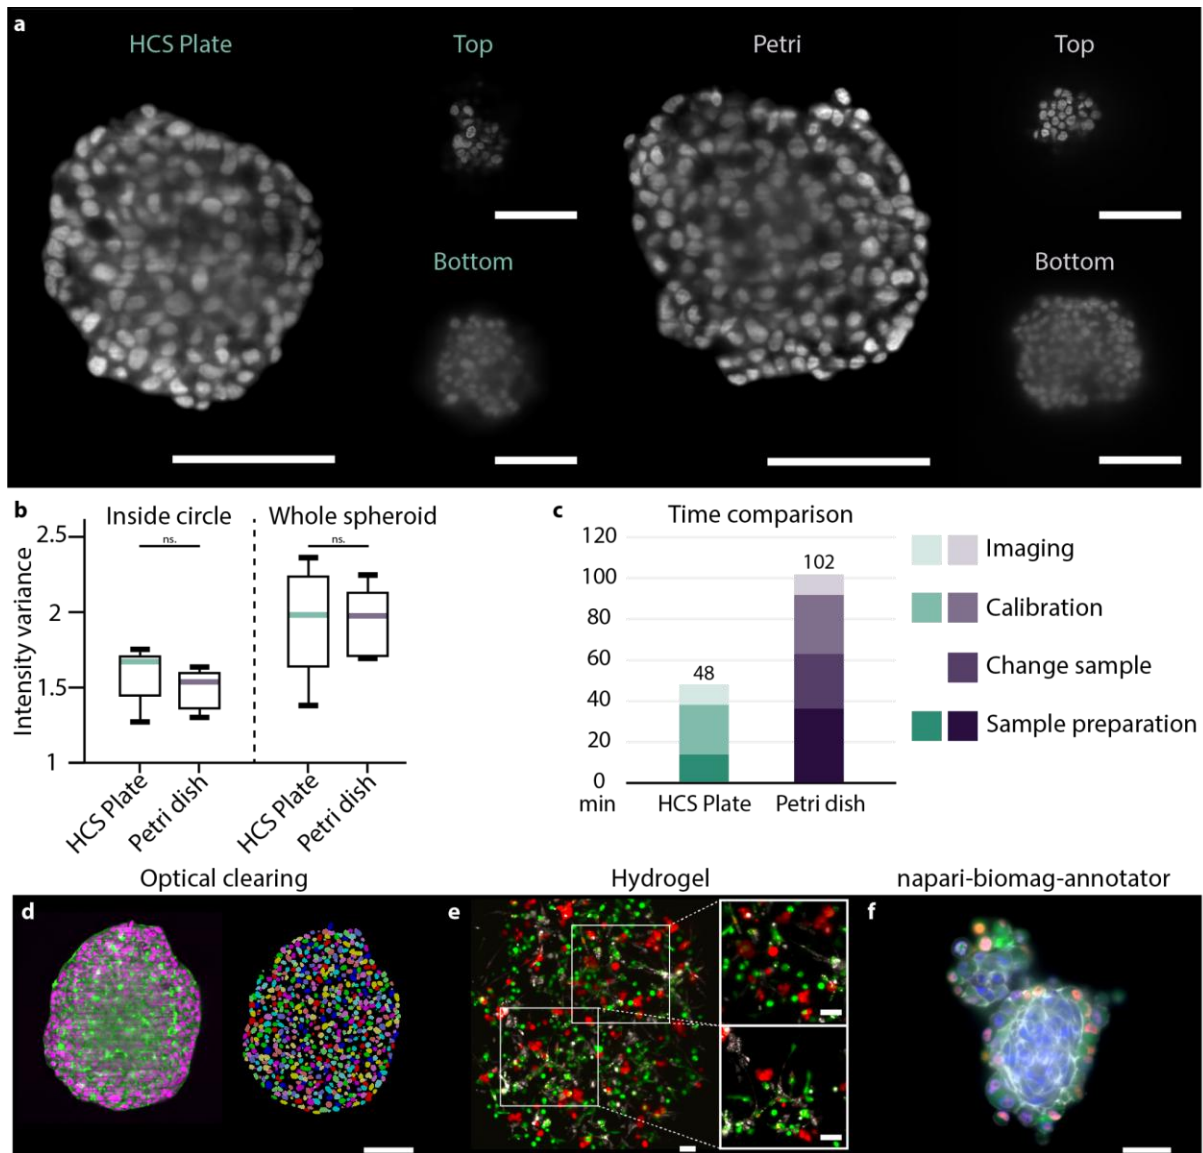 a
HCS Plate
Top
Petri
Top
Bottom
Bottom
b
Inside circle
Whole spheroid
ns.
ns.
Intensity variance
2.5
2
1.5
1
HCS Plate
Petri dish
HCS Plate
Petri dish
c
Time comparison
120
100
80
60
40
20
0
min
48
102
HCS Plate
Petri dish
Imaging
Calibration
Change sample
Sample preparation
Optical clearing
Hydrogel
napari-biomag-annotator
d
e
f